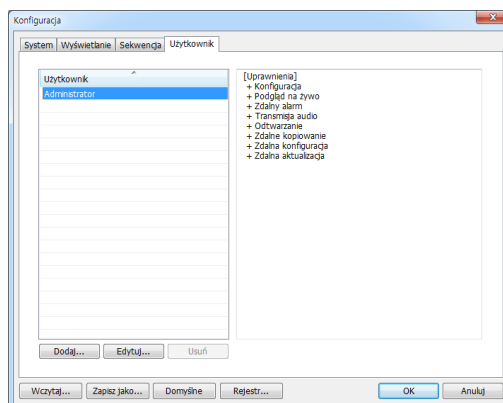 Konfiguracja
System Wyświetlanie Sekwencja Użytkownik
Użytkownik
Administrator
[Uprawnienia]
+ Konfiguracja
+ Podgląd na żywo
+ Zdalny alarm
+ Transmisja audio
+ Odtwarzanie
+ Zdalne kopiowanie
+ Zdalna konfiguracja
+ Zdalna aktualizacja
Dodaj... Edytuj... Usuń
Wczytaj... Zapisz jako... Domyślne Rejestr... OK Anuluj